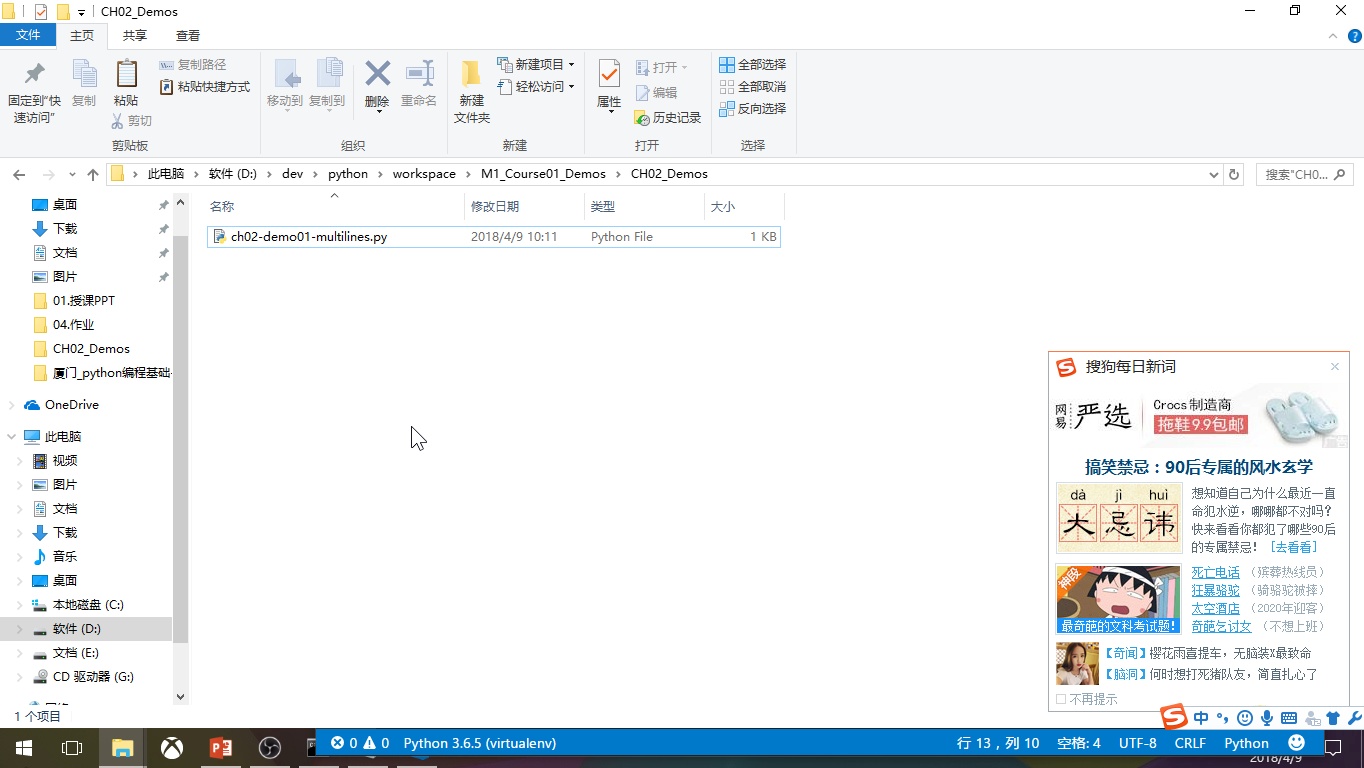 CH02_Demos
文件 主页 共享 查看
固定到“快速访问”
复制
粘贴
复制路径
粘贴快捷方式
剪切
剪贴板
移动到 复制到 删除 重命名
组织
新建文件夹
新建项目
轻松访问
新建
属性
打开
编辑
历史记录
打开
全部选择
全部取消
反向选择
选择
此电脑 软件 (D:) dev python workspace M1_Course01_Demos CH02_Demos
搜索"CH0...
名称 修改日期 类型 大小
ch02-demo01-multilines.py 2018/4/9 10:11 Python File 1 KB
桌面
下载
文档
图片
01.授课PPT
04.作业
CH02_Demos
厦门_python编程基础-
OneDrive
此电脑
视频
图片
文档
下载
音乐
桌面
本地磁盘 (C:)
软件 (D:)
文档 (E:)
CD 驱动器 (G:)
1 个项目
搜狗每日新词
网易严选
Crocs 制造商
拖鞋9.9包邮
搞笑禁忌：90后专属的风水玄学
dà jì huì
大忌讳
想知道自己为什么最近一直
命犯水逆，哪哪都不对吗？
快来看看你都犯了哪些90后
的专属禁忌！ [去看看]
神段
最奇葩的文科考试题!
死亡电话 （殡葬热线员）
狂暴骆驼 （骑骆驼被摔）
太空酒店 （2020年迎客）
奇葩乞讨女 （不想上班）
【奇闻】樱花雨喜提车，无脑装X最致命
【脑洞】何时想打死猪队友，简直扎心了
不再提示
中
0 0 Python 3.6.5 (virtualenv) 行 13，列 10 空格: 4 UTF-8 CRLF Python
2018/4/9